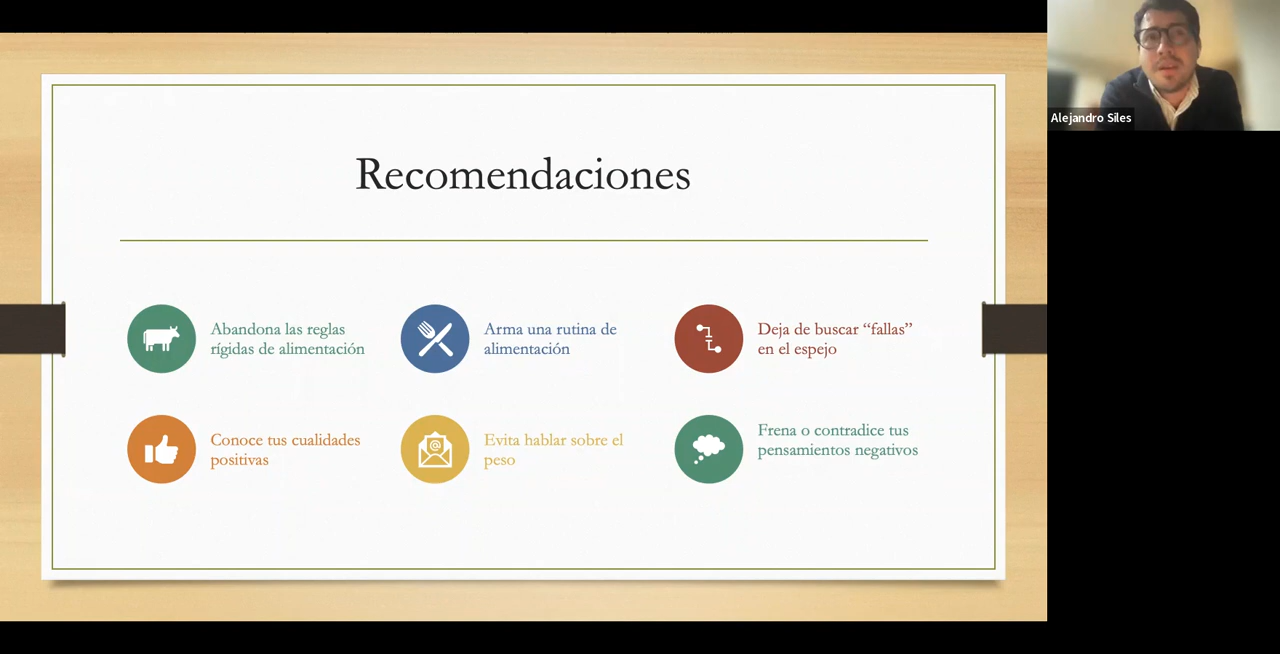 Alejandro Siles
Recomendaciones
Abandona las reglas
rígidas de alimentación
Arma una rutina de
alimentación
Deja de buscar “fallas”
en el espejo
Conoce tus cualidades
positivas
Evita hablar sobre el
peso
Frena o contradice tus
pensamientos negativos